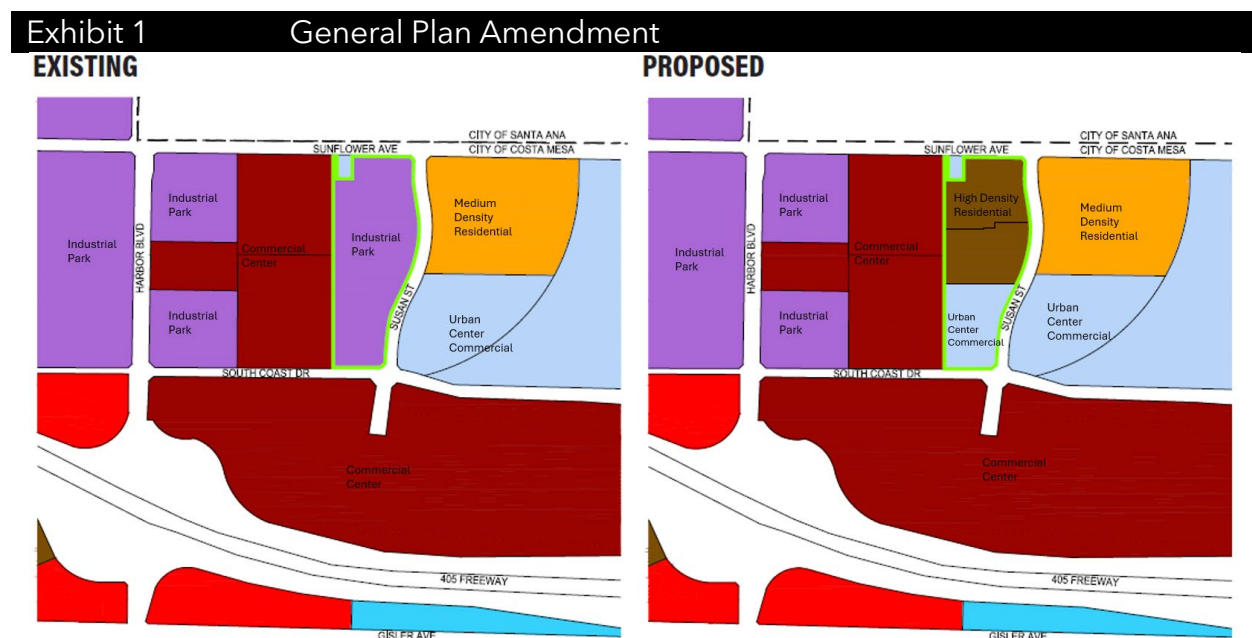 Exhibit 1 General Plan Amendment
EXISTING
CITY OF SANTA ANA
SUNFLOWER AVE
CITY OF COSTA MESA
Industrial
Park
HARBOR BLVD
Industrial
Park
Industrial
Park
Commercial
Center
Industrial
Park
SUSAN ST
Medium
Density
Residential
Urban
Center
Commercial
SOUTH COAST DR
Commercial
Center
405 FREEWAY
GISLER AVE
PROPOSED
CITY OF SANTA ANA
SUNFLOWER AVE
CITY OF COSTA MESA
Industrial
Park
HARBOR BLVD
Industrial
Park
Industrial
Park
Commercial
Center
High Density
Residential
Urban
Center
Commercial
SUSAN ST
Medium
Density
Residential
Urban
Center
Commercial
SOUTH COAST DR
Commercial
Center
405 FREEWAY
GISLER AVE